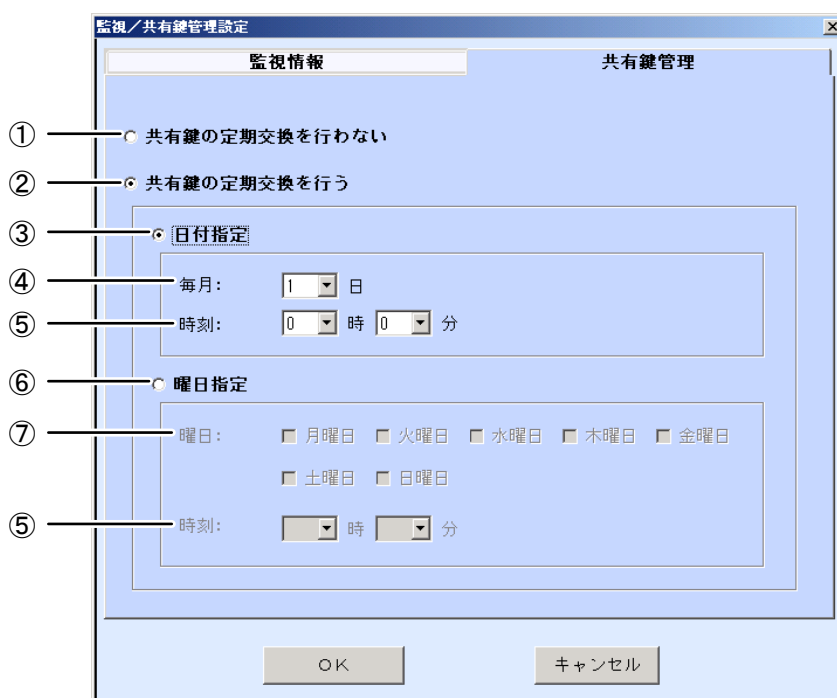 監視／共有鍵管理設定
監視情報 共有鍵管理
① 共有鍵の定期交換を行わない
② 共有鍵の定期交換を行う
③ 日付指定
④ 毎月: 1 日
⑤ 時刻: 0 時 0 分
⑥ 曜日指定
⑦ 曜日: 月曜日 火曜日 水曜日 木曜日 金曜日
土曜日 日曜日
⑤ 時刻: 時 分
OK キャンセル